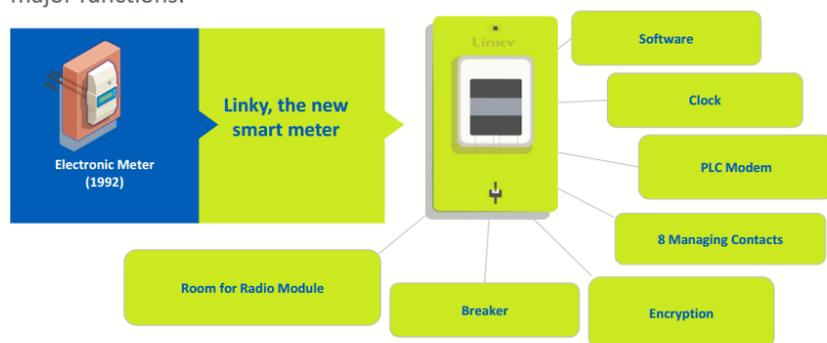 major functions.
Linky
Software
Clock
Linky, the new
smart meter
Electronic Meter
(1992)
PLC Modem
8 Managing Contacts
Room for Radio Module
Breaker
Encryption